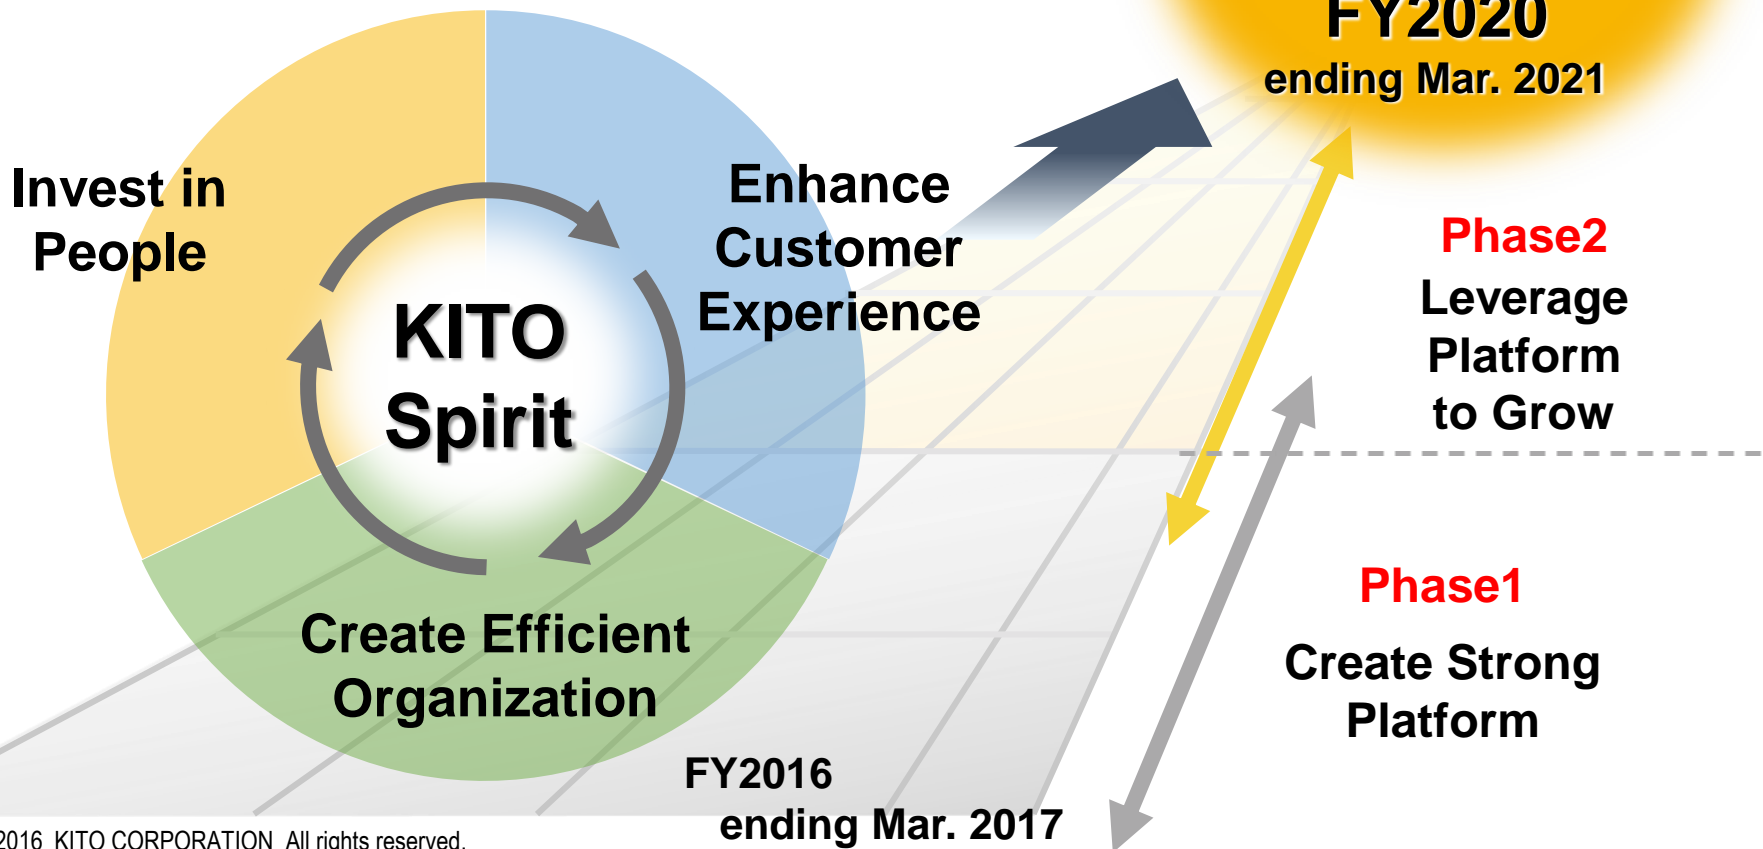 FY2020
ending Mar. 2021
Invest in
People
Enhance
Customer
Experience
KITO
Spirit
Create Efficient
Organization
Phase2
Leverage
Platform
to Grow
Phase1
Create Strong
Platform
FY2016
ending Mar. 2017
2016 KITO CORPORATION All rights reserved.